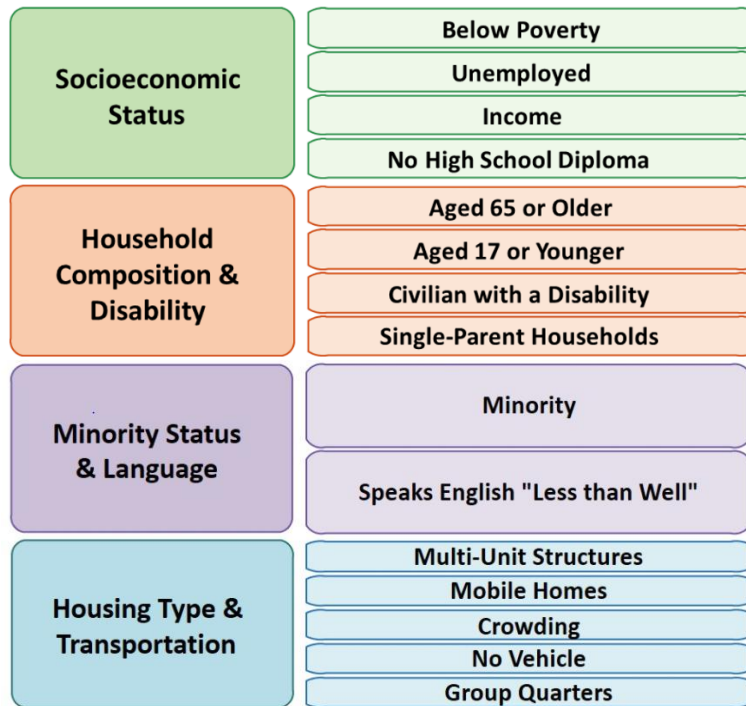 Socioeconomic
Status
Below Poverty
Unemployed
Income
No High School Diploma
Household
Composition &
Disability
Aged 65 or Older
Aged 17 or Younger
Civilian with a Disability
Single-Parent Households
Minority Status
& Language
Minority
Speaks English "Less than Well"
Housing Type &
Transportation
Multi-Unit Structures
Mobile Homes
Crowding
No Vehicle
Group Quarters